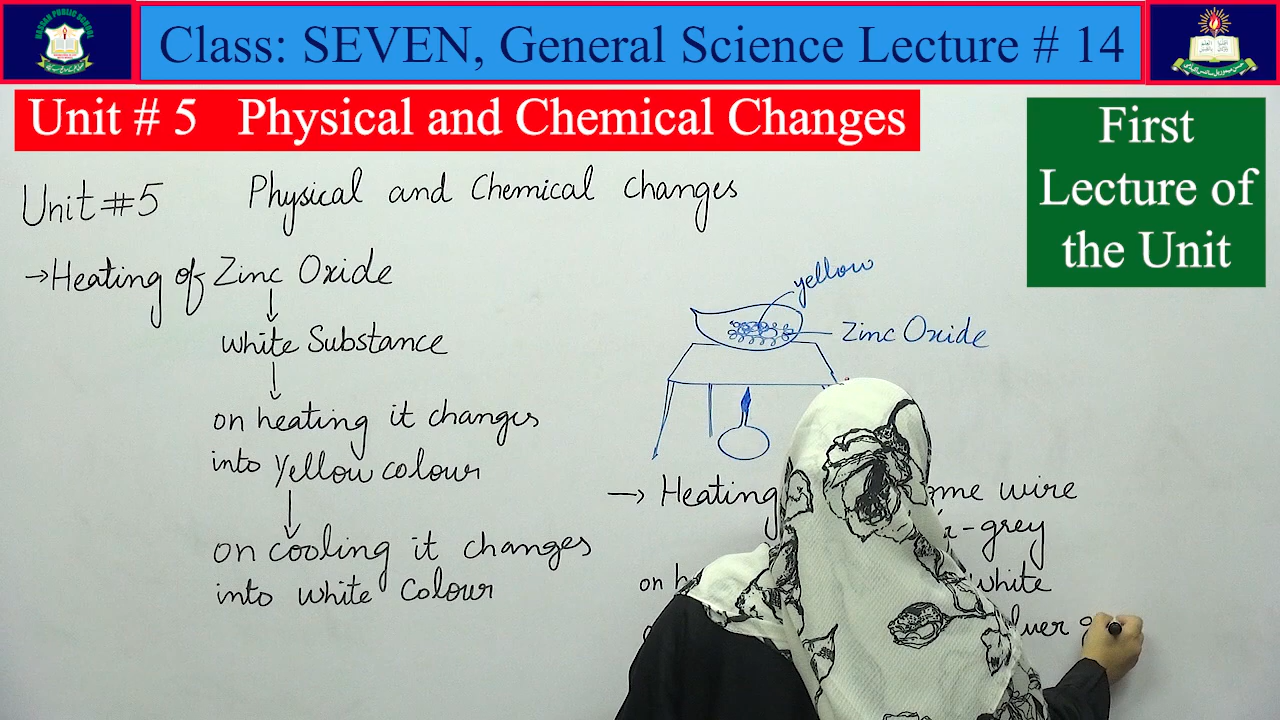 Class: SEVEN, General Science Lecture # 14
Unit # 5 Physical and Chemical Changes
First
Lecture of
the Unit
Unit #5 Physical and Chemical Changes
→Heating of Zinc Oxide
white Substance
on heating it changes
into Yellow colour
on cooling it changes
into white Colour
yellow
Zinc Oxide
→ Heating me wire
-grey
on h white